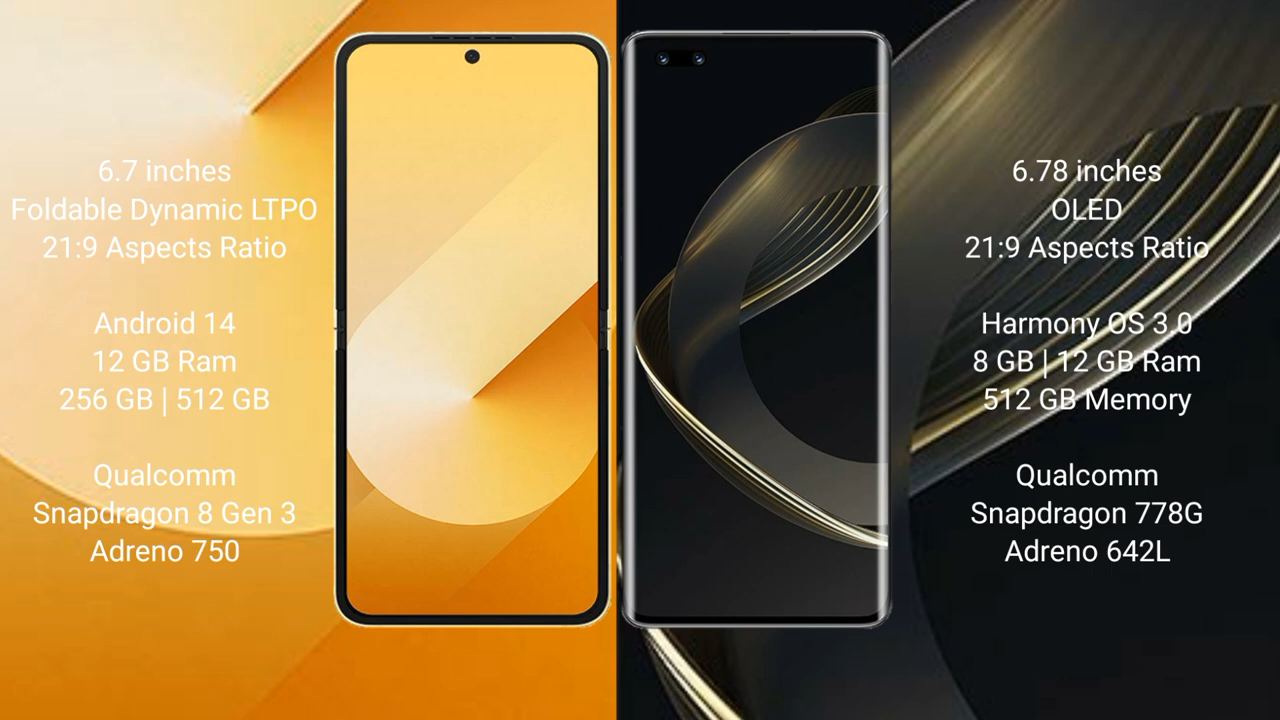 6.7 inches
Foldable Dynamic LTPO
21:9 Aspects Ratio
Android 14
12 GB Ram
256 GB | 512 GB
Qualcomm
Snapdragon 8 Gen 3
Adreno 750
6.78 inches
OLED
21:9 Aspects Ratio
Harmony OS 3.0
8 GB | 12 GB Ram
512 GB Memory
Qualcomm
Snapdragon 778G
Adreno 642L